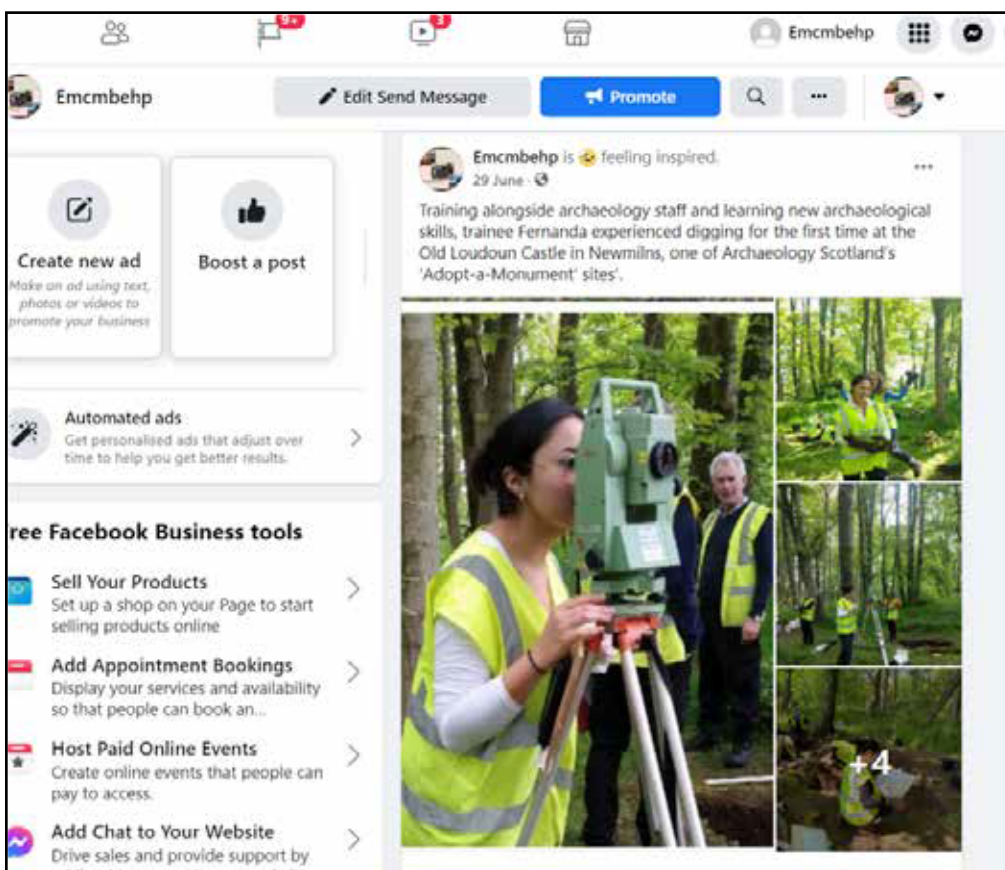 9+
3
Emcmbehp
Emcmbehp
Edit Send Message
Promote
Create new ad
Make an ad using text,
photos or videos to
promote your business
Boost a post
Automated ads
Get personalised ads that adjust over
time to help you get better results.
ree Facebook Business tools
Sell Your Products
Set up a shop on your Page to start
selling products online
Add Appointment Bookings
Display your services and availability
so that people can book an...
Host Paid Online Events
Create online events that people can
pay to access.
Add Chat to Your Website
Drive sales and provide support by
Emcmbehp is feeling inspired.
29 June ·
Training alongside archaeology staff and learning new archaeological
skills, trainee Fernanda experienced digging for the first time at the
Old Loudoun Castle in Newmilns, one of Archaeology Scotland's
'Adopt-a-Monument' sites'.
+4